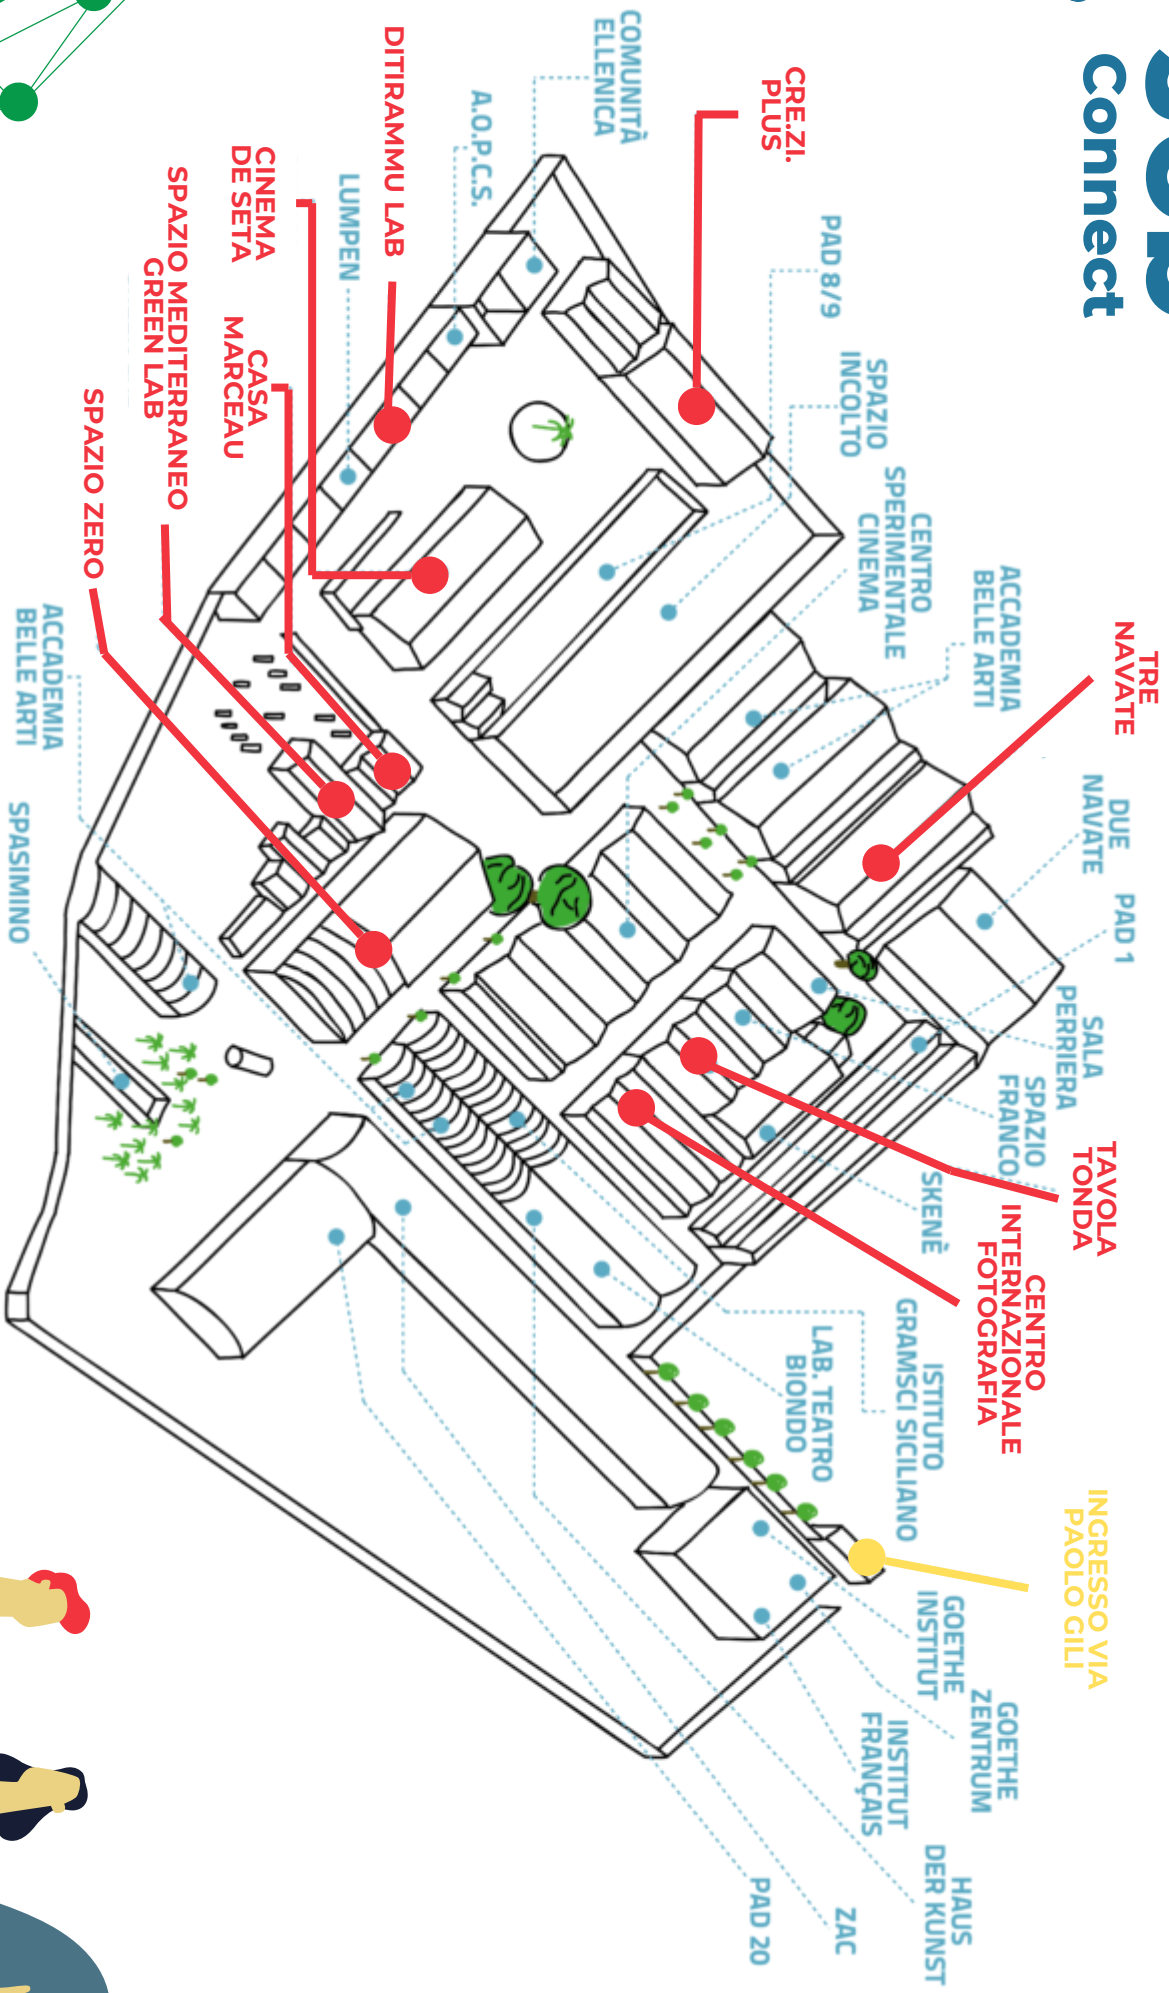 Connect
COMUNITÀ
ELLENICA
CRE.ZI.
PLUS
DITIRAMMU LAB
A.O.P.C.S.
CINEMA
DE SETA
LUMPEN
SPAZIO MEDITERRANEO
GREEN LAB
CASA
MARCEAU
SPAZIO ZERO
PAD 8/9
SPAZIO
INCOLTO
CENTRO
SPERIMENTALE
CINEMA
ACCADEMIA
BELLE ARTI
TRE
NAVATE
DUE
NAVATE
PAD 1
SALA
PERRIERA
SPAZIO
FRANCO
TAVOLA
TONDA
SKENÈ
CENTRO
INTERNAZIONALE
FOTOGRAFIA
ISTITUTO
GRAMSCI SICILIANO
LAB. TEATRO
BIONDO
INGRESSO VIA
PAOLO GILI
GOETHE
INSTITUT
GOETHE
ZENTRUM
INSTITUT
FRANÇAIS
HAUS
DER KUNST
ZAC
PAD 20
ACCADEMIA
BELLE ARTI
SPASIMINO